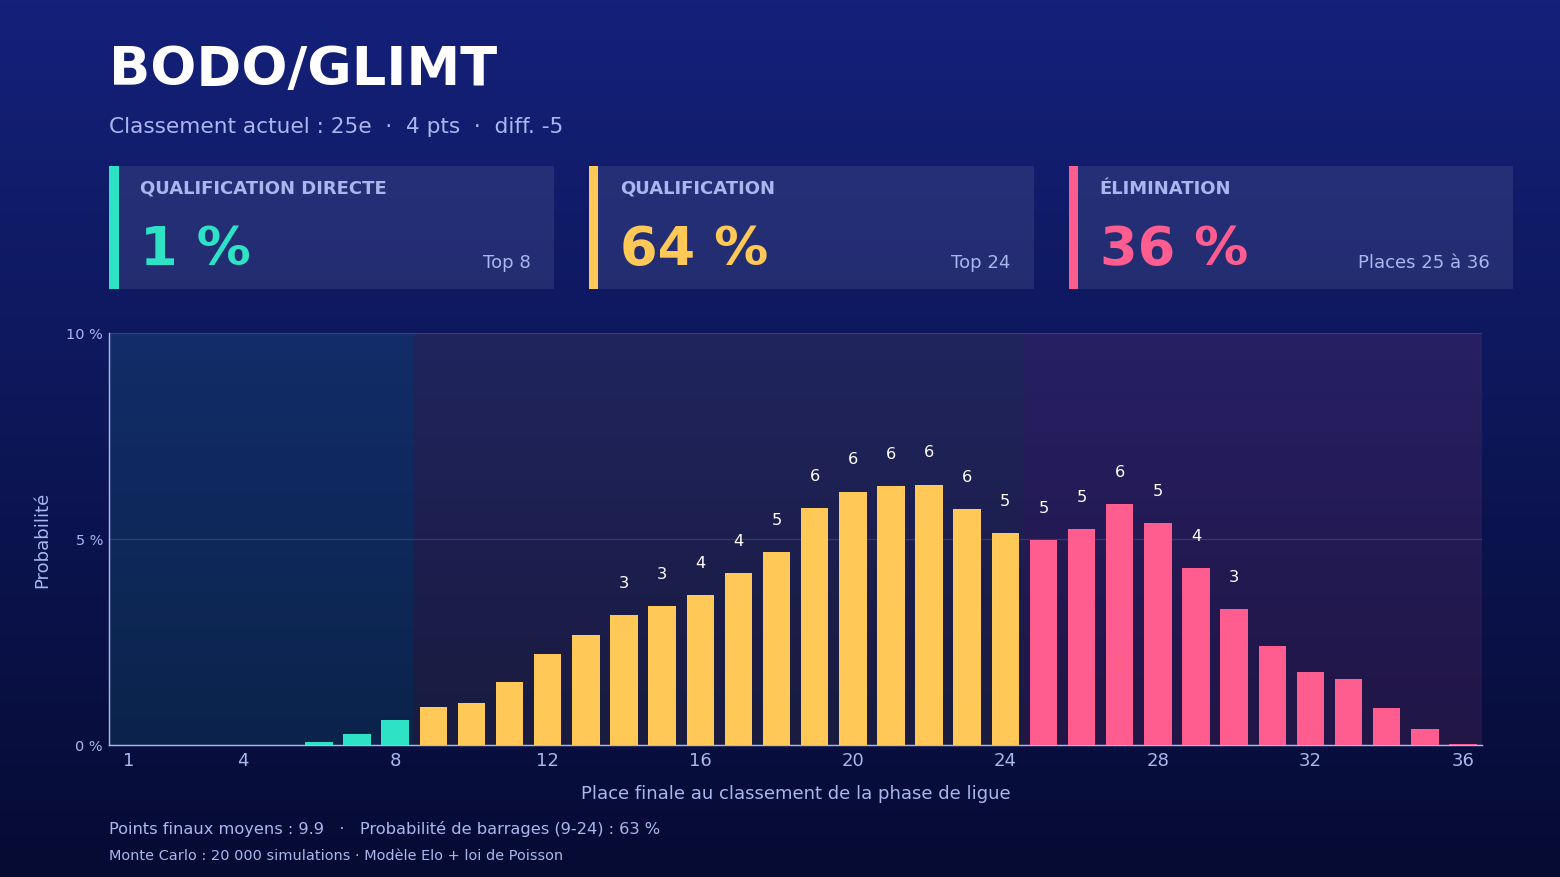 BODO/GLIMT
Classement actuel : 25e · 4 pts · diff. -5
QUALIFICATION DIRECTE
1 %
Top 8
QUALIFICATION
64 %
Top 24
ÉLIMINATION
36 %
Places 25 à 36
Probabilité
10 %
5 %
0 %
3 3 4 4 5 6 6 6 6 6 5 5 5 6 5 4 3
1 4 8 12 16 20 24 28 32 36
Place finale au classement de la phase de ligue
Points finaux moyens : 9.9 · Probabilité de barrages (9-24) : 63 %
Monte Carlo : 20 000 simulations · Modèle Elo + loi de Poisson